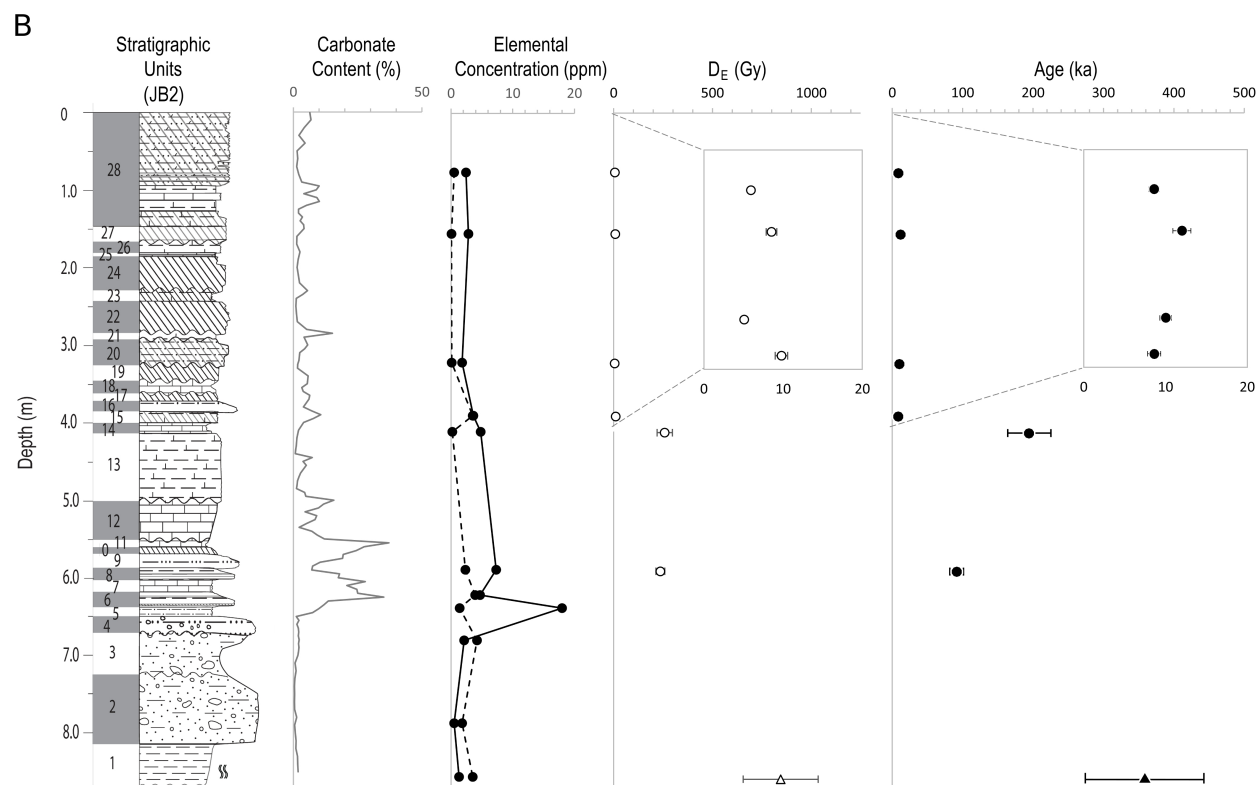 B
Stratigraphic
Units
(JB2)
Carbonate
Content (%)
Elemental
Concentration (ppm)
D_E (Gy)
Age (ka)
0 50
0 10 20
0 500 1000
0 100 200 300 400 500
Depth (m)
0
1.0
2.0
3.0
4.0
5.0
6.0
7.0
8.0
28
27
26
25
24
23
22
21
20
19
18
17
16
15
14
13
12
11
0
9
8
7
6
5
4
3
2
1
0 10 20
0 10 20